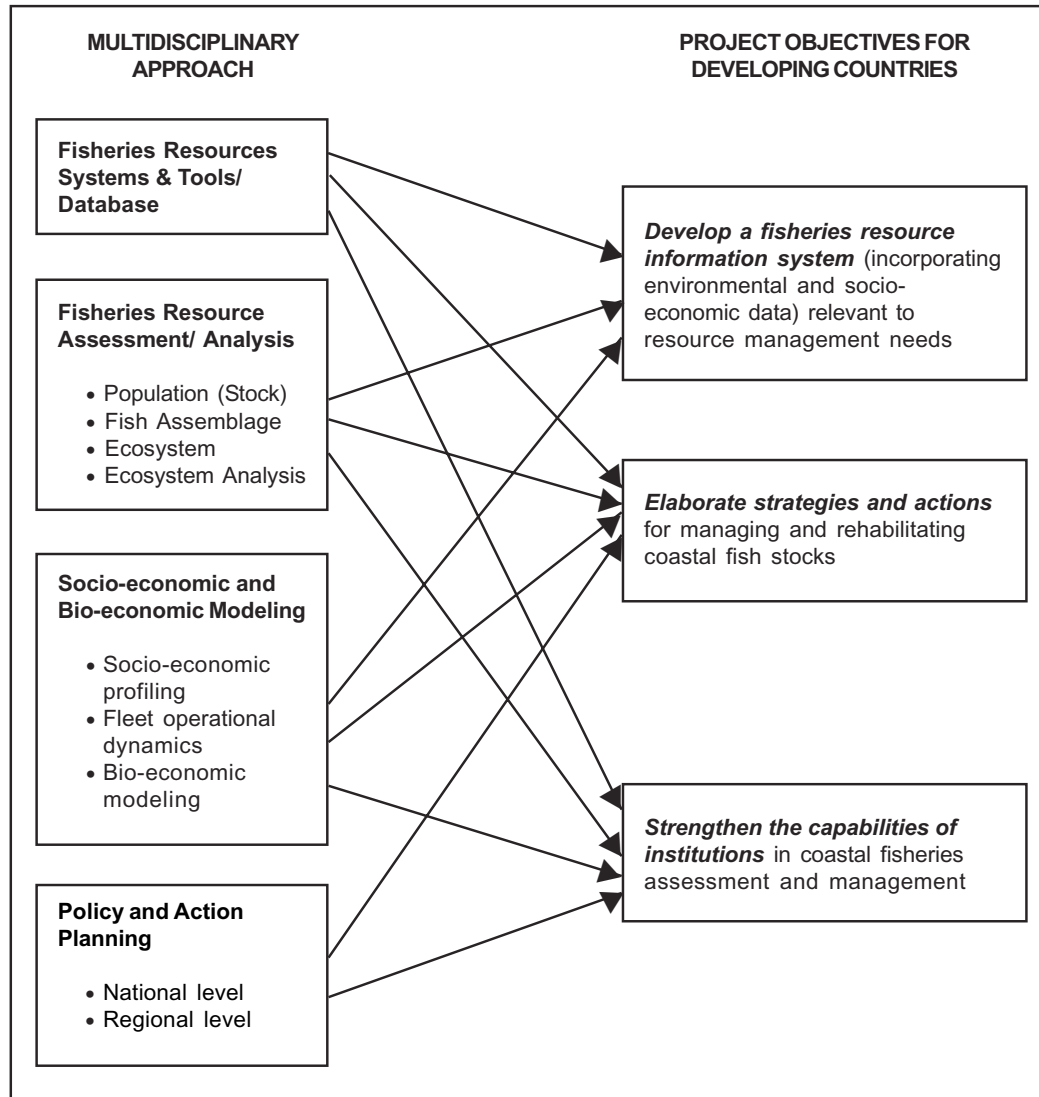 MULTIDISCIPLINARY
APPROACH
Fisheries Resources
Systems & Tools/
Database
Fisheries Resource
Assessment/ Analysis
• Population (Stock)
• Fish Assemblage
• Ecosystem
• Ecosystem Analysis
Socio-economic and
Bio-economic Modeling
• Socio-economic
profiling
• Fleet operational
dynamics
• Bio-economic
modeling
Policy and Action
Planning
• National level
• Regional level
PROJECT OBJECTIVES FOR
DEVELOPING COUNTRIES
Develop a fisheries resource
information system (incorporating
environmental and socio-
economic data) relevant to
resource management needs
Elaborate strategies and actions
for managing and rehabilitating
coastal fish stocks
Strengthen the capabilities of
institutions in coastal fisheries
assessment and management